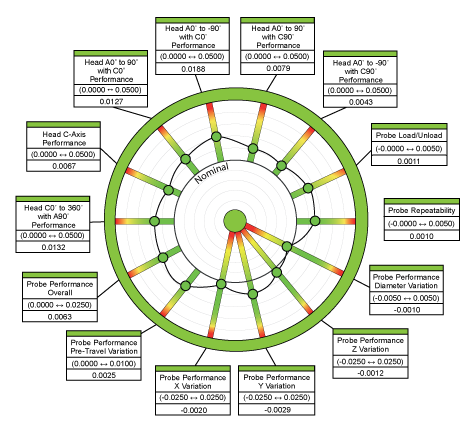 Head A0˚ to -90˚
with C0˚
Performance
(0.0000 ↔ 0.0500)
0.0188
Head A0˚ to 90˚
with C90˚
Performance
(0.0000 ↔ 0.0500)
0.0079
Head A0˚ to 90˚
with C0˚
Performance
(0.0000 ↔ 0.0500)
0.0127
Head A0˚ to -90˚
with C90˚
Performance
(0.0000 ↔ 0.0500)
0.0043
Head C-Axis
Performance
(0.0000 ↔ 0.0500)
0.0067
Probe Load/Unload
(-0.0000 ↔ 0.0050)
0.0011
Nominal
Head C0˚ to 360˚
with A90˚
Performance
(0.0000 ↔ 0.0500)
0.0132
Probe Repeatability
(-0.0000 ↔ 0.0050)
0.0010
Probe Performance
Overall
(0.0000 ↔ 0.0250)
0.0063
Probe Performance
Diameter Variation
(-0.0050 ↔ 0.0050)
-0.0010
Probe Performance
Pre-Travel Variation
(0.0000 ↔ 0.0100)
0.0025
Probe Performance
Z Variation
(-0.0250 ↔ 0.0250)
-0.0012
Probe Performance
X Variation
(-0.0250 ↔ 0.0250)
-0.0020
Probe Performance
Y Variation
(-0.0250 ↔ 0.0250)
-0.0029